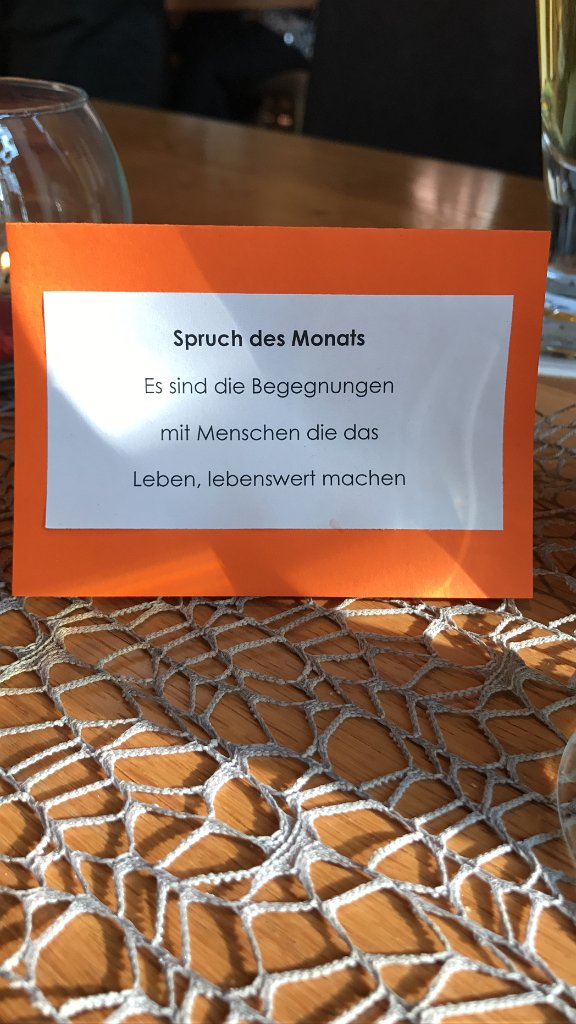 Spruch des Monats
Es sind die Begegnungen
mit Menschen die das
Leben, lebenswert machen